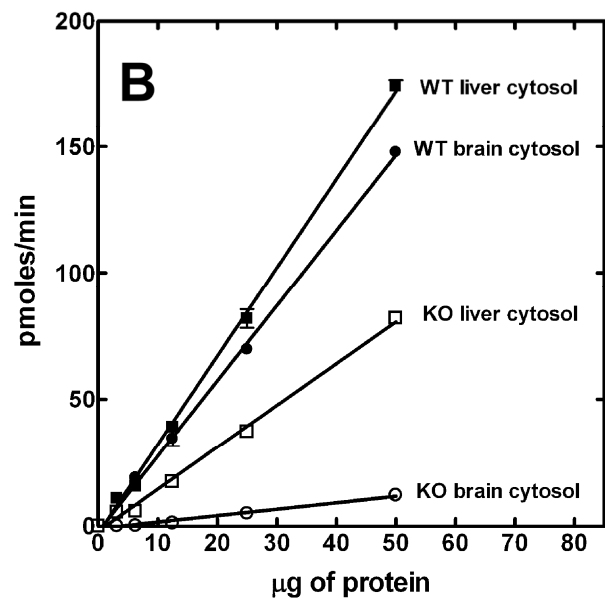 B
200
150
100
50
0
pmoles/min
WT liver cytosol
WT brain cytosol
KO liver cytosol
KO brain cytosol
0 10 20 30 40 50 60 70 80
μg of protein